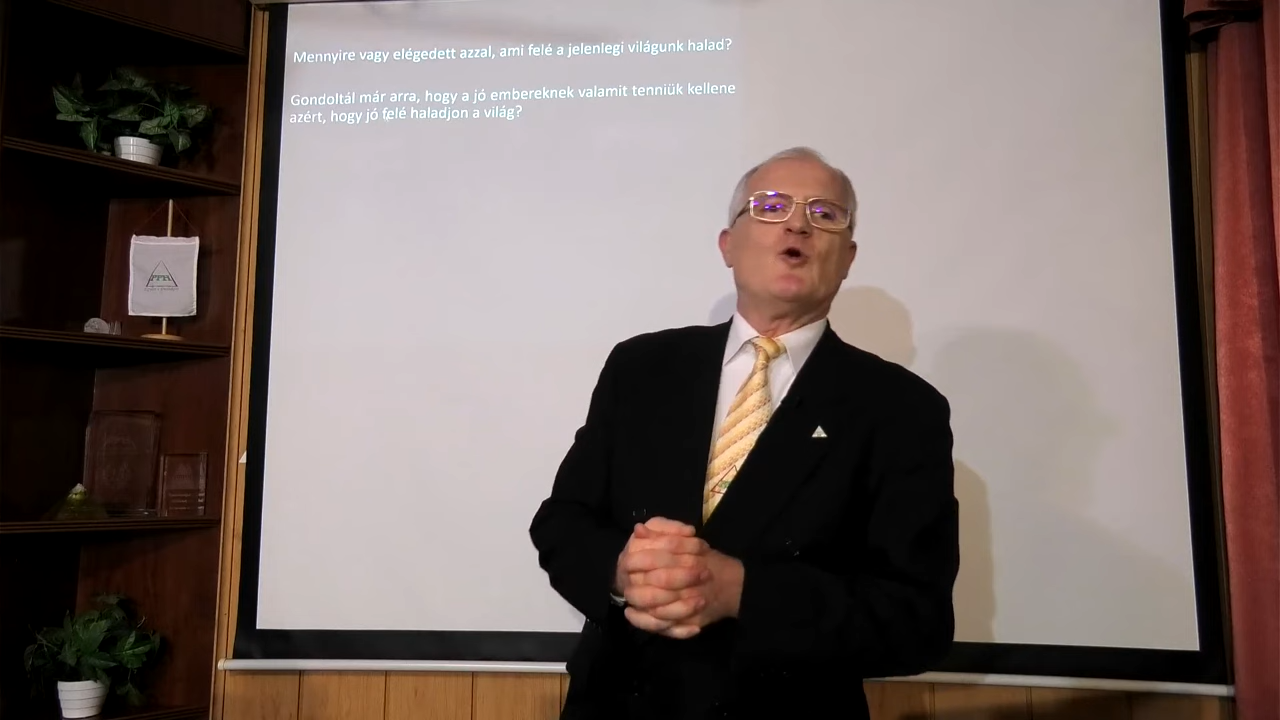 Mennyire vagy elégedett azzal, ami felé a jelenlegi világunk halad?
Gondoltál már arra, hogy a jó embereknek valamit tenniük kellene
azért, hogy jó felé haladjon a világ?